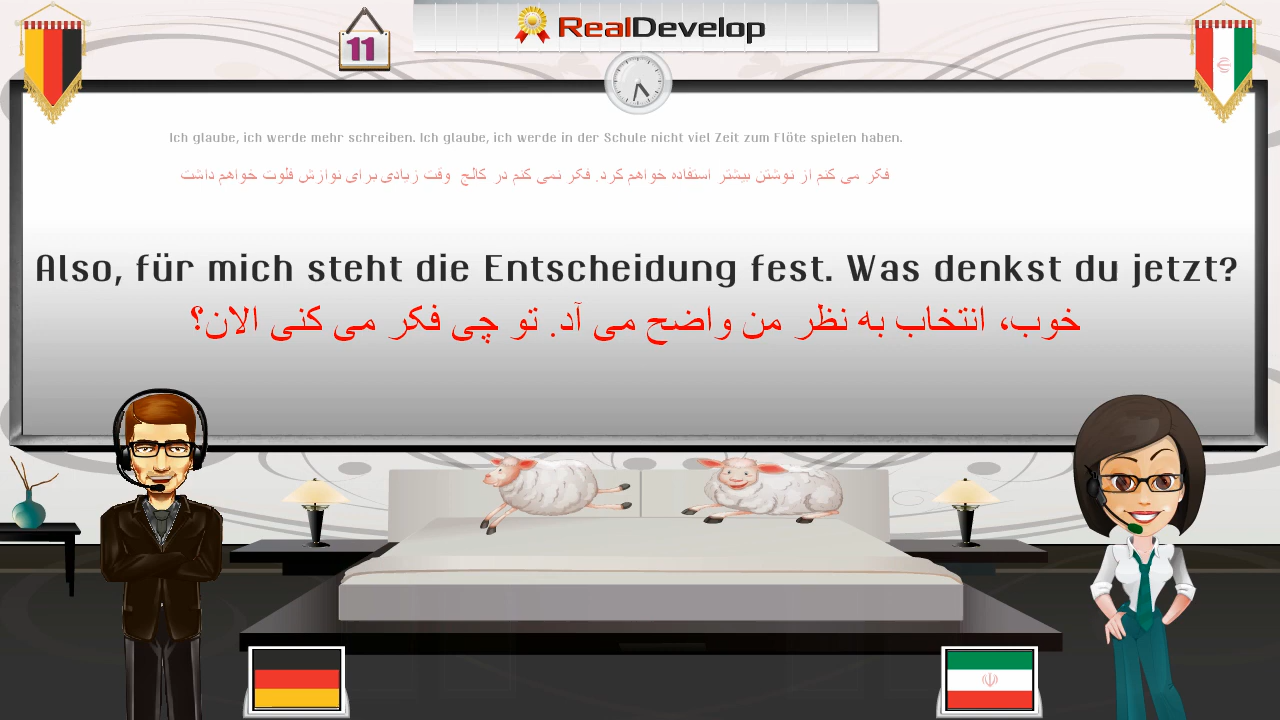 RealDevelop
11
Ich glaube, ich werde mehr schreiben. Ich glaube, ich werde in der Schule nicht viel Zeit zum Flöte spielen haben.
فکر می کنم از نوشتن بیشتر استفاده خواهم کرد. فکر نمی کنم در کالج وقت زیادی برای نوازش فلوت خواهم داشت
Also, für mich steht die Entscheidung fest. Was denkst du jetzt?
خوب، انتخاب به نظر من واضح می آد. تو چی فکر می کنی الان؟